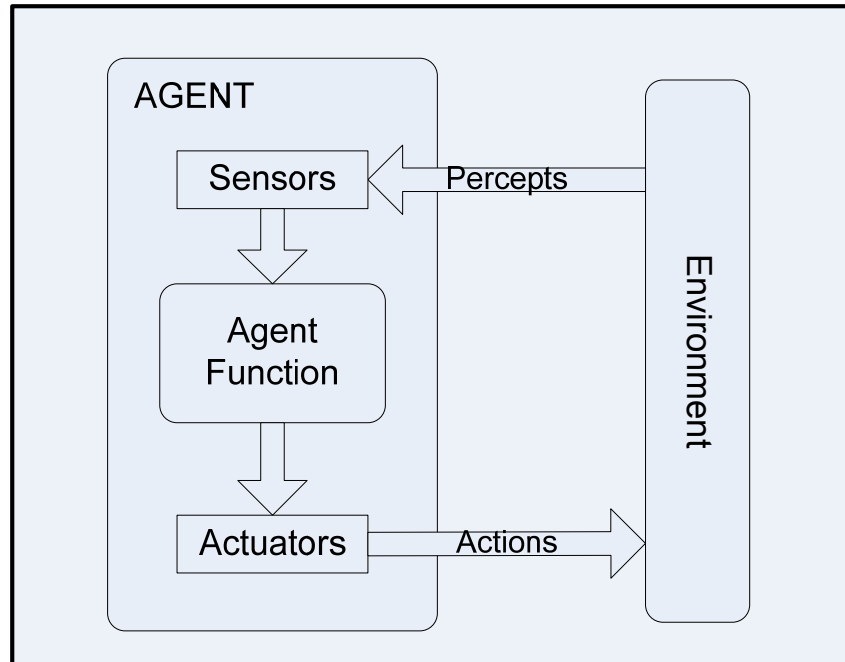 AGENT
Sensors
Percepts
Agent
Function
Environment
Actuators
Actions